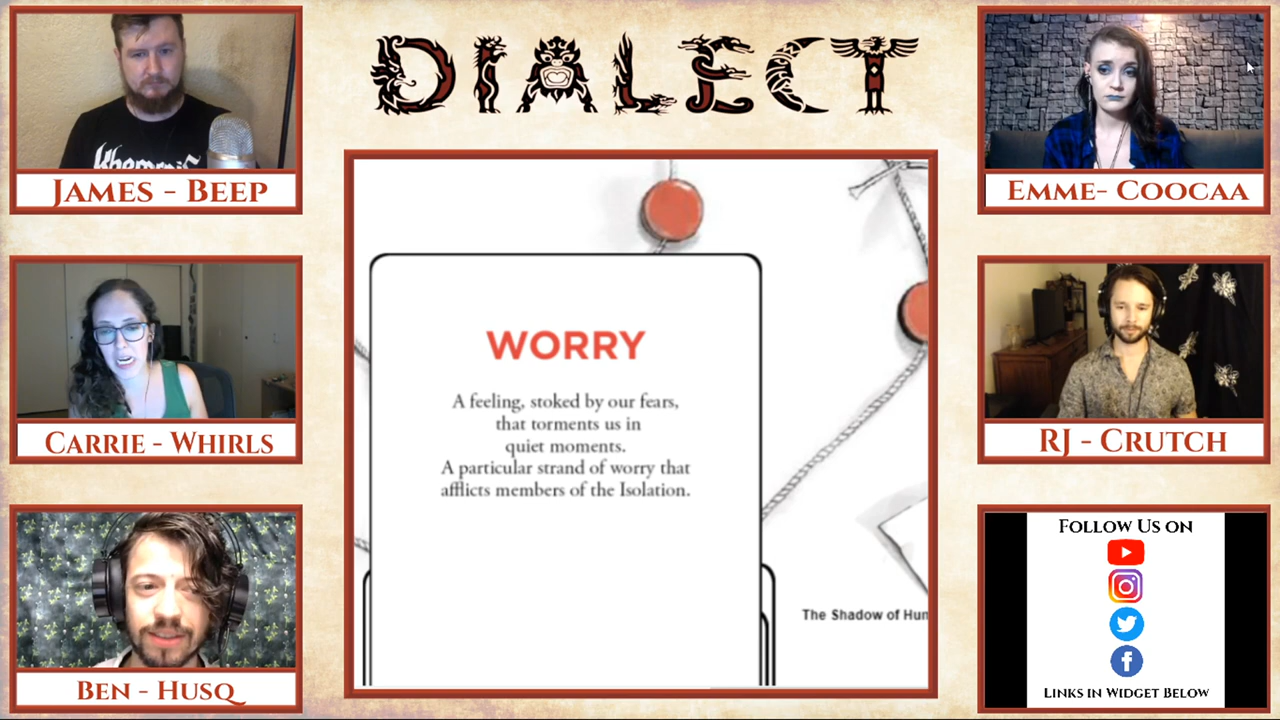 DIALECT
JAMES - BEEP
EMME- COOCAA
WORRY
A feeling, stoked by our fears,
that torments us in
quiet moments.
A particular strand of worry that
afflicts members of the Isolation.
CARRIE - WHIRLS
RJ - CRUTCH
The Shadow of Hun
BEN - HUSQ
FOLLOW US ON
LINKS IN WIDGET BELOW